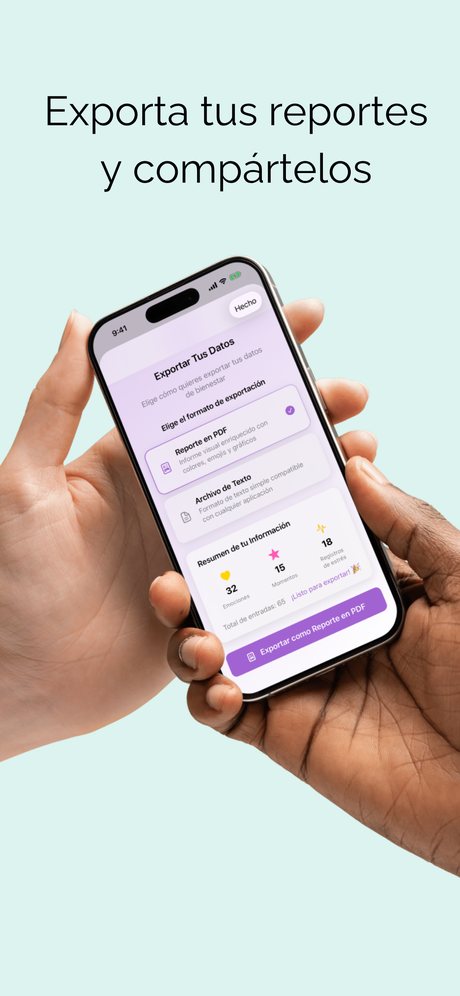 Exporta tus reportes
y compártelos
9:41
Hecho
Exportar Tus Datos
Elige cómo quieres exportar tus datos
de bienestar
Elige el formato de exportación
Reporte en PDF
Informe visual enriquecido con
colores, emojis y gráficos
Archivo de Texto
Formato de texto simple compatible
con cualquier aplicación
Resumen de tu Información
32
Emociones
15
Momentos
18
Registros
de estrés
Total de entradas: 65
¡Listo para exportar! 🎉
Exportar como Reporte en PDF